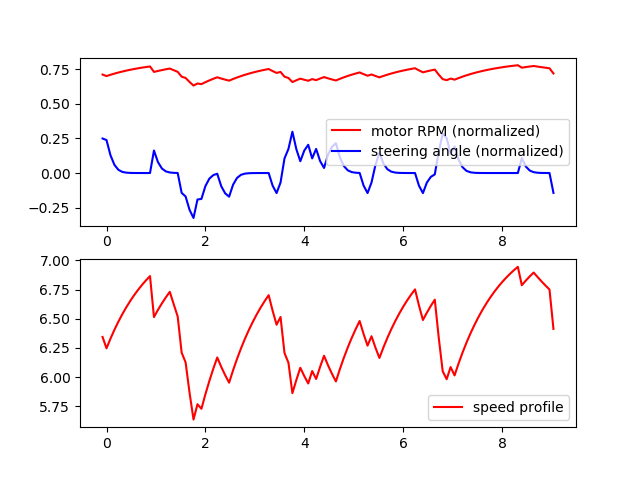 0.75
0.50
0.25
0.00
−0.25
motor RPM (normalized)
steering angle (normalized)
0 2 4 6 8
7.00
6.75
6.50
6.25
6.00
5.75
speed profile
0 2 4 6 8